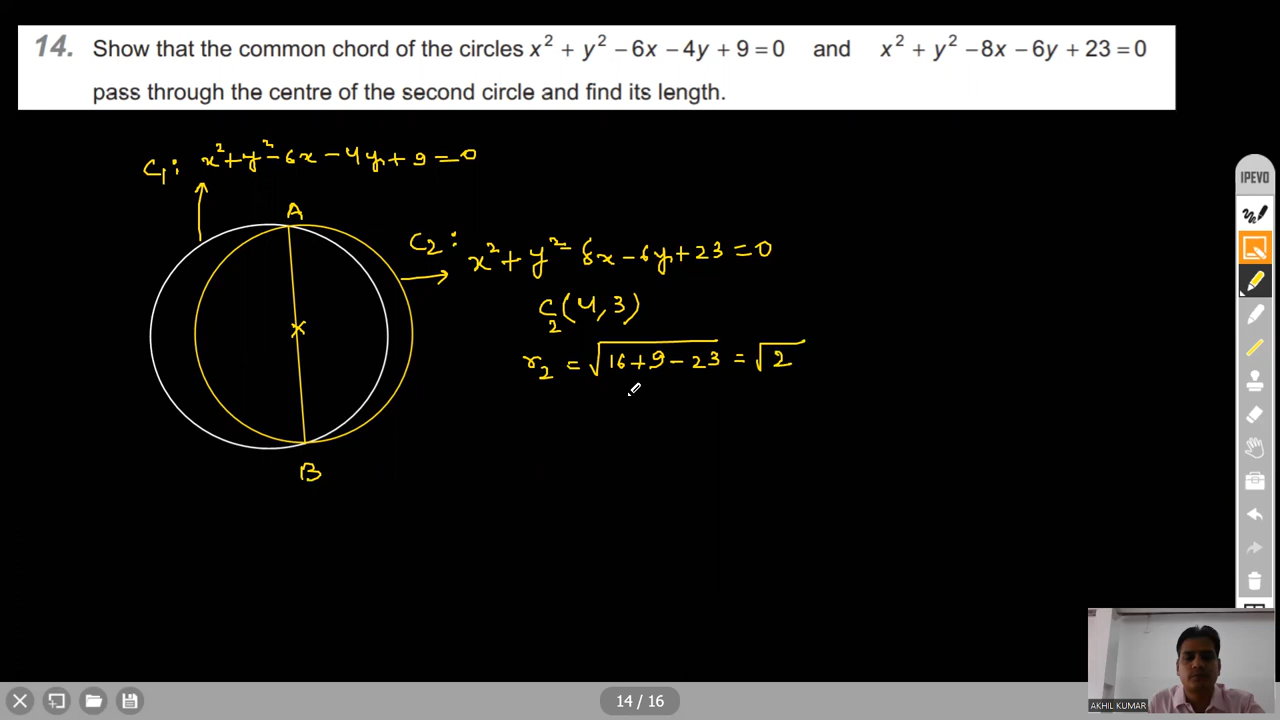 14. Show that the common chord of the circles x² + y² − 6x − 4y + 9 = 0 and x² + y² − 8x − 6y + 23 = 0
pass through the centre of the second circle and find its length.
C₁: x² + y² − 6x − 4y + 9 = 0
A
C₂: x² + y² − 8x − 6y + 23 = 0
C₂(4, 3)
r₂ = √(16 + 9 − 23) = √2
B
IPEVO
14 / 16
AKHIL KUMAR